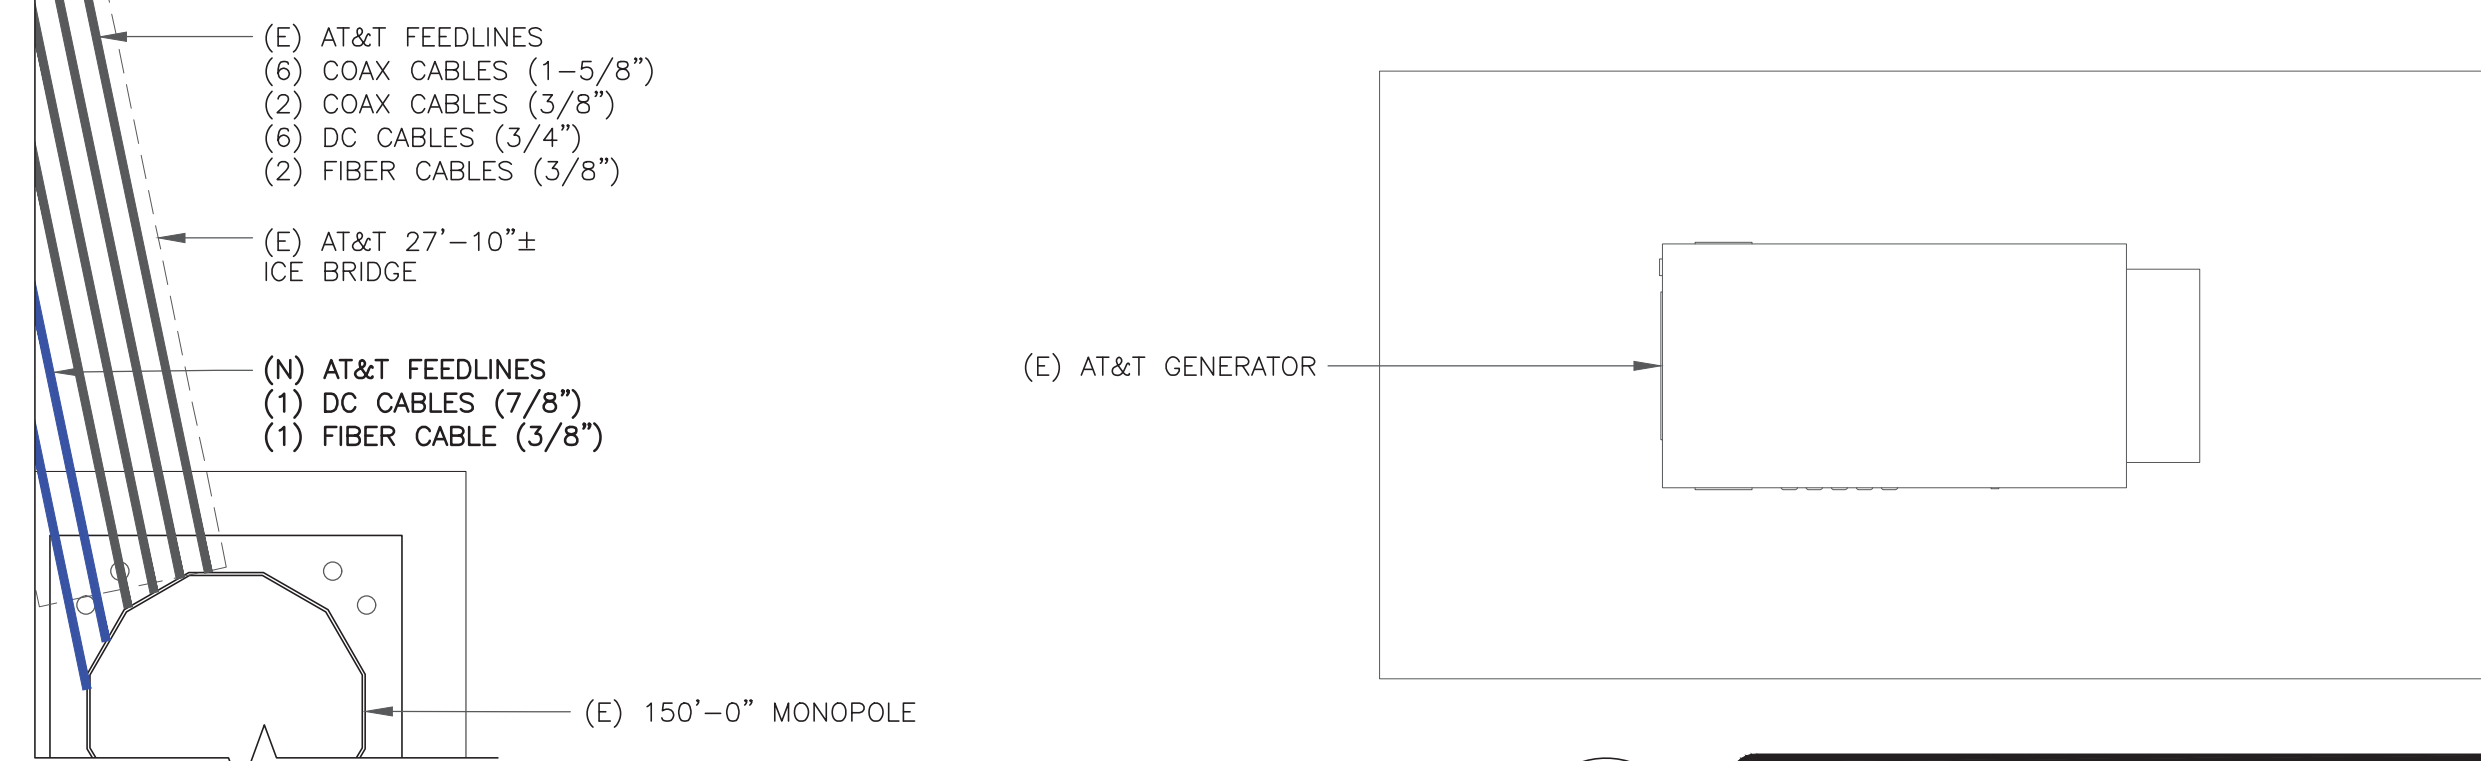 (E) AT&T FEEDLINES
(6) COAX CABLES (1-5/8")
(2) COAX CABLES (3/8")
(6) DC CABLES (3/4")
(2) FIBER CABLES (3/8")
(E) AT&T 27'-10"±
ICE BRIDGE
(N) AT&T FEEDLINES
(1) DC CABLES (7/8")
(1) FIBER CABLE (3/8")
(E) AT&T GENERATOR
(E) 150'-0" MONOPOLE